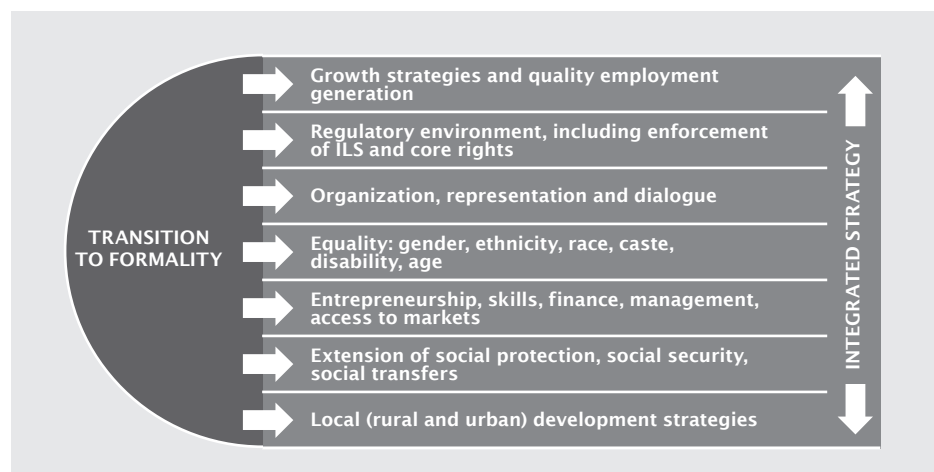 TRANSITION
TO FORMALITY
Growth strategies and quality employment
generation
Regulatory environment, including enforcement
of ILS and core rights
Organization, representation and dialogue
Equality: gender, ethnicity, race, caste,
disability, age
Entrepreneurship, skills, finance, management,
access to markets
Extension of social protection, social security,
social transfers
Local (rural and urban) development strategies
INTEGRATED STRATEGY